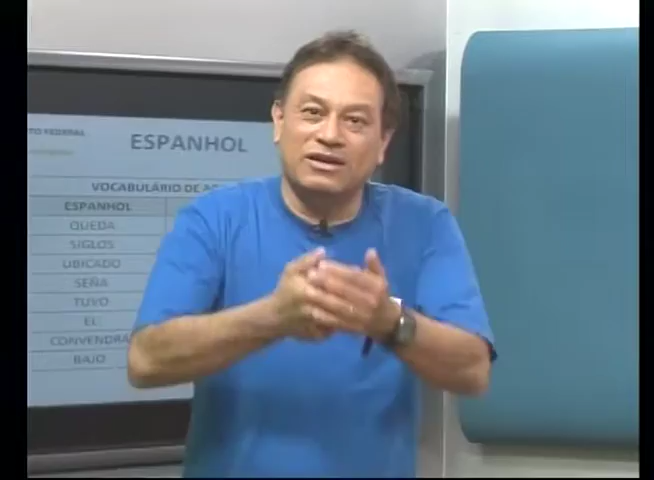 TO FEDERAL
ESPANHOL
VOCABULÁRIO DE
ESPANHOL
QUEDA
SIGLOS
UBICADO
SEÑA
TUVO
EL
CONVENDRÁ
BAJO